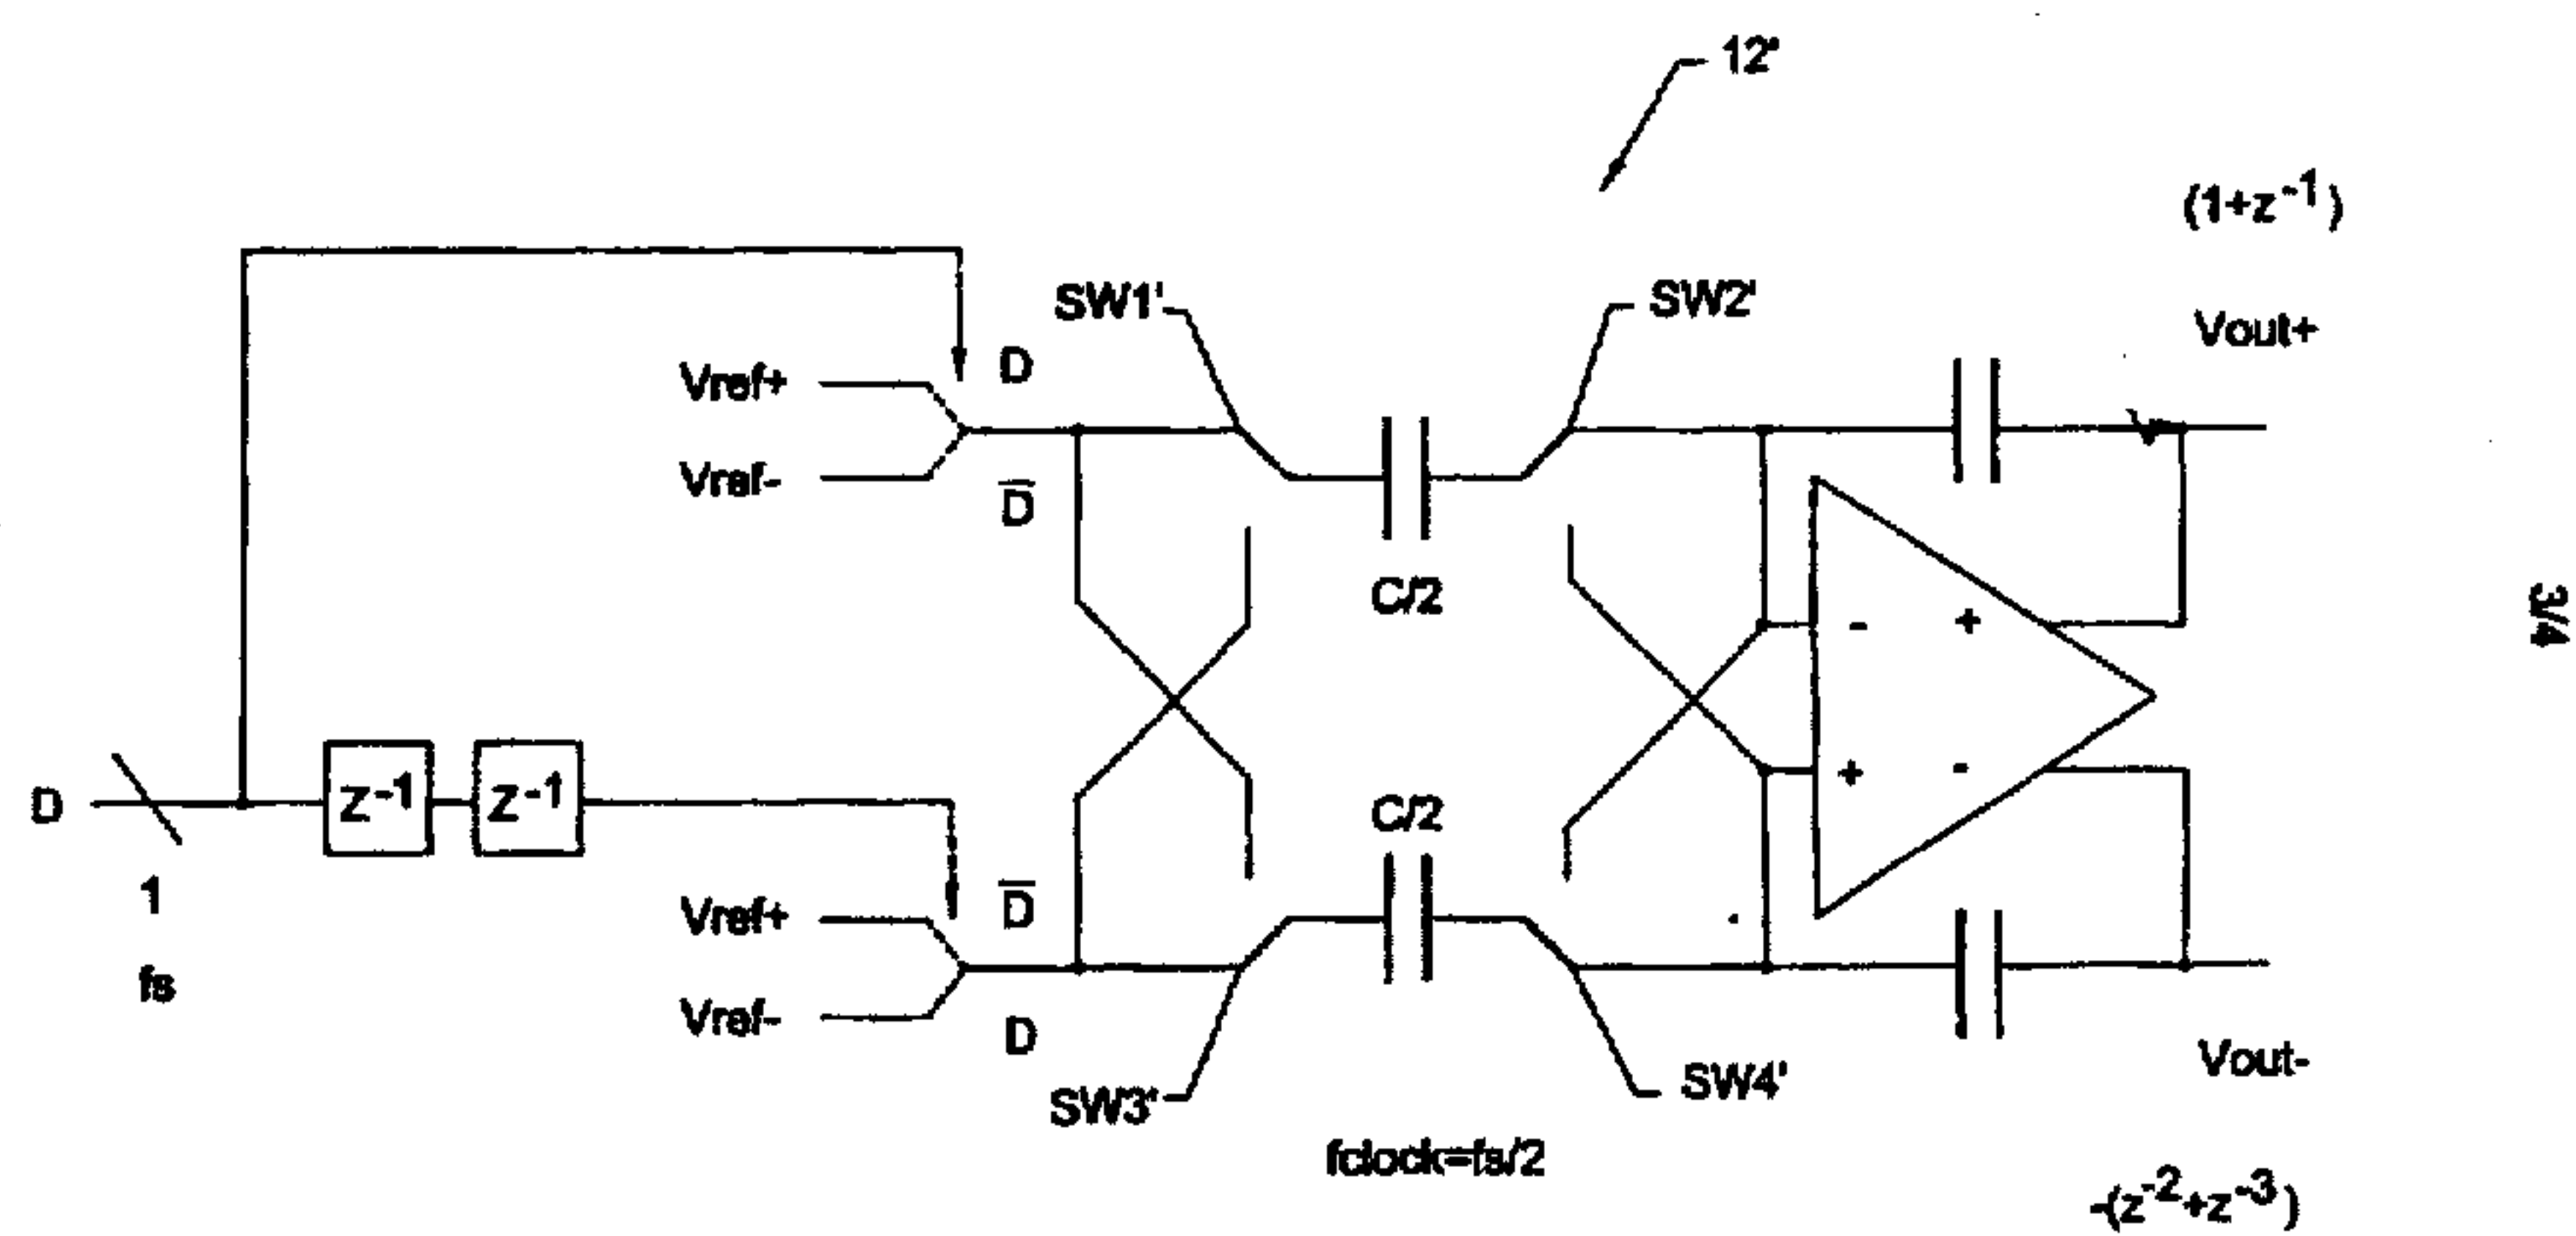 12'
(1+z⁻¹)
SW1'
SW2'
Vout+
Vref+
D
Vref-
D̅
C/2
- +
3/4
C/2
+ -
D
z⁻¹
z⁻¹
1
Vref+
D̅
fs
Vref-
D
Vout-
SW3'
SW4'
fclock=fs/2
-(z⁻²+z⁻³)